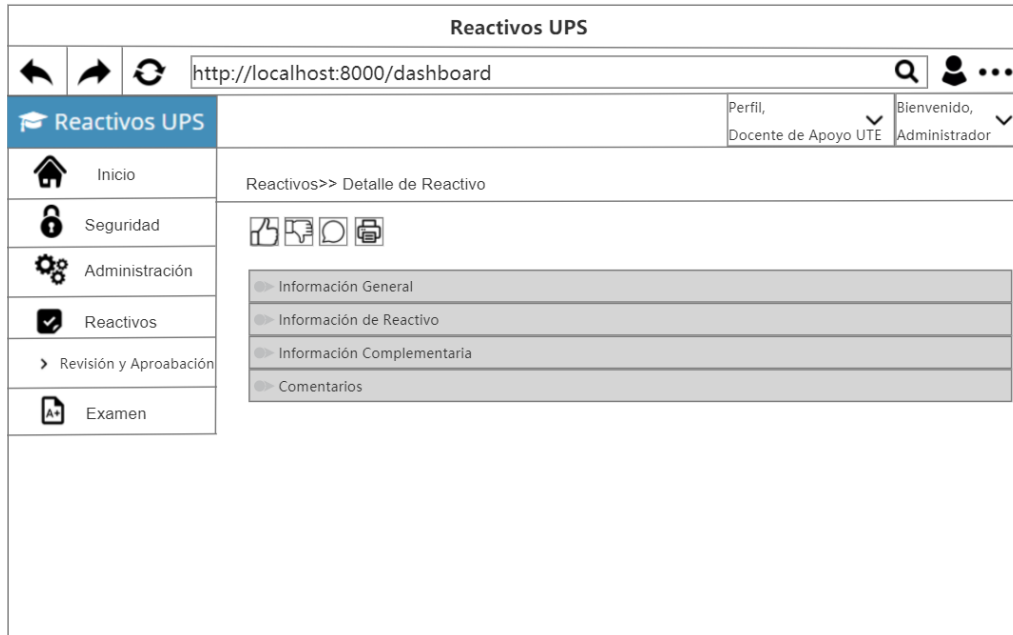 Reactivos UPS
http://localhost:8000/dashboard
Reactivos UPS
Perfil,
Docente de Apoyo UTE
Bienvenido,
Administrador
Inicio
Reactivos>> Detalle de Reactivo
Seguridad
Administración
Información General
Reactivos
Información de Reactivo
Información Complementaria
Revisión y Aproabación
Comentarios
A+
Examen